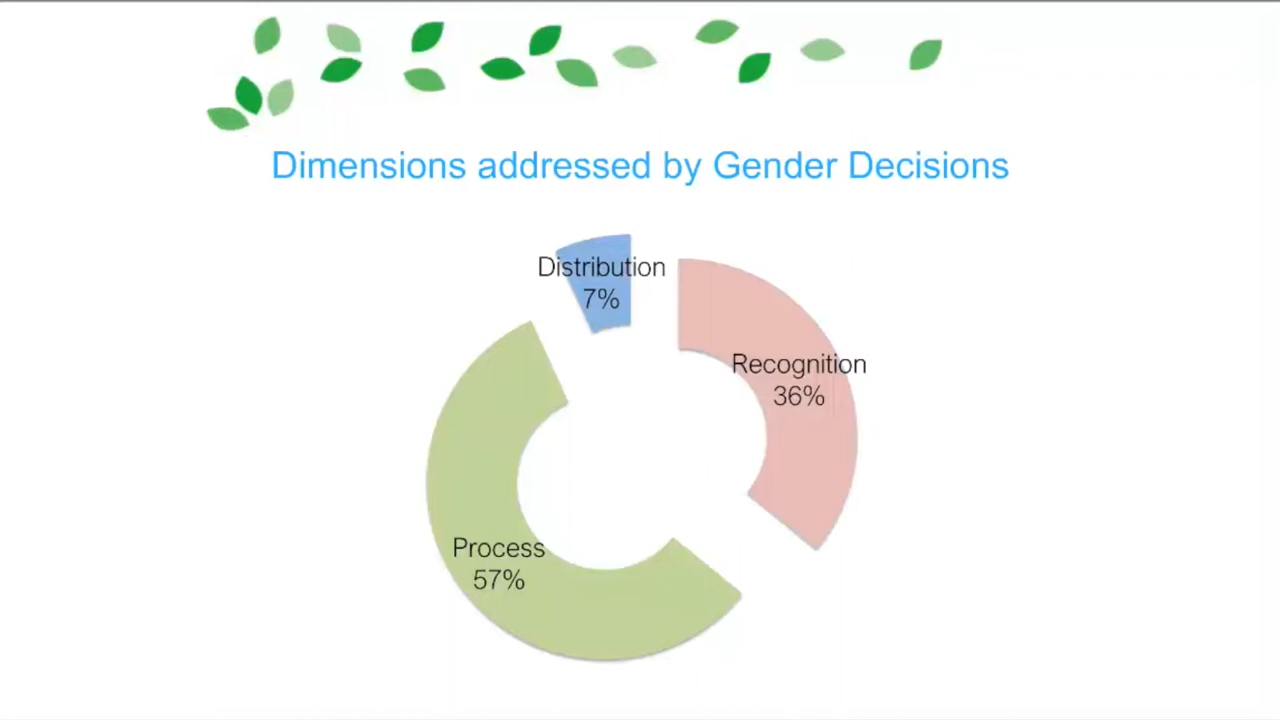 Dimensions addressed by Gender Decisions
Distribution
7%
Recognition
36%
Process
57%